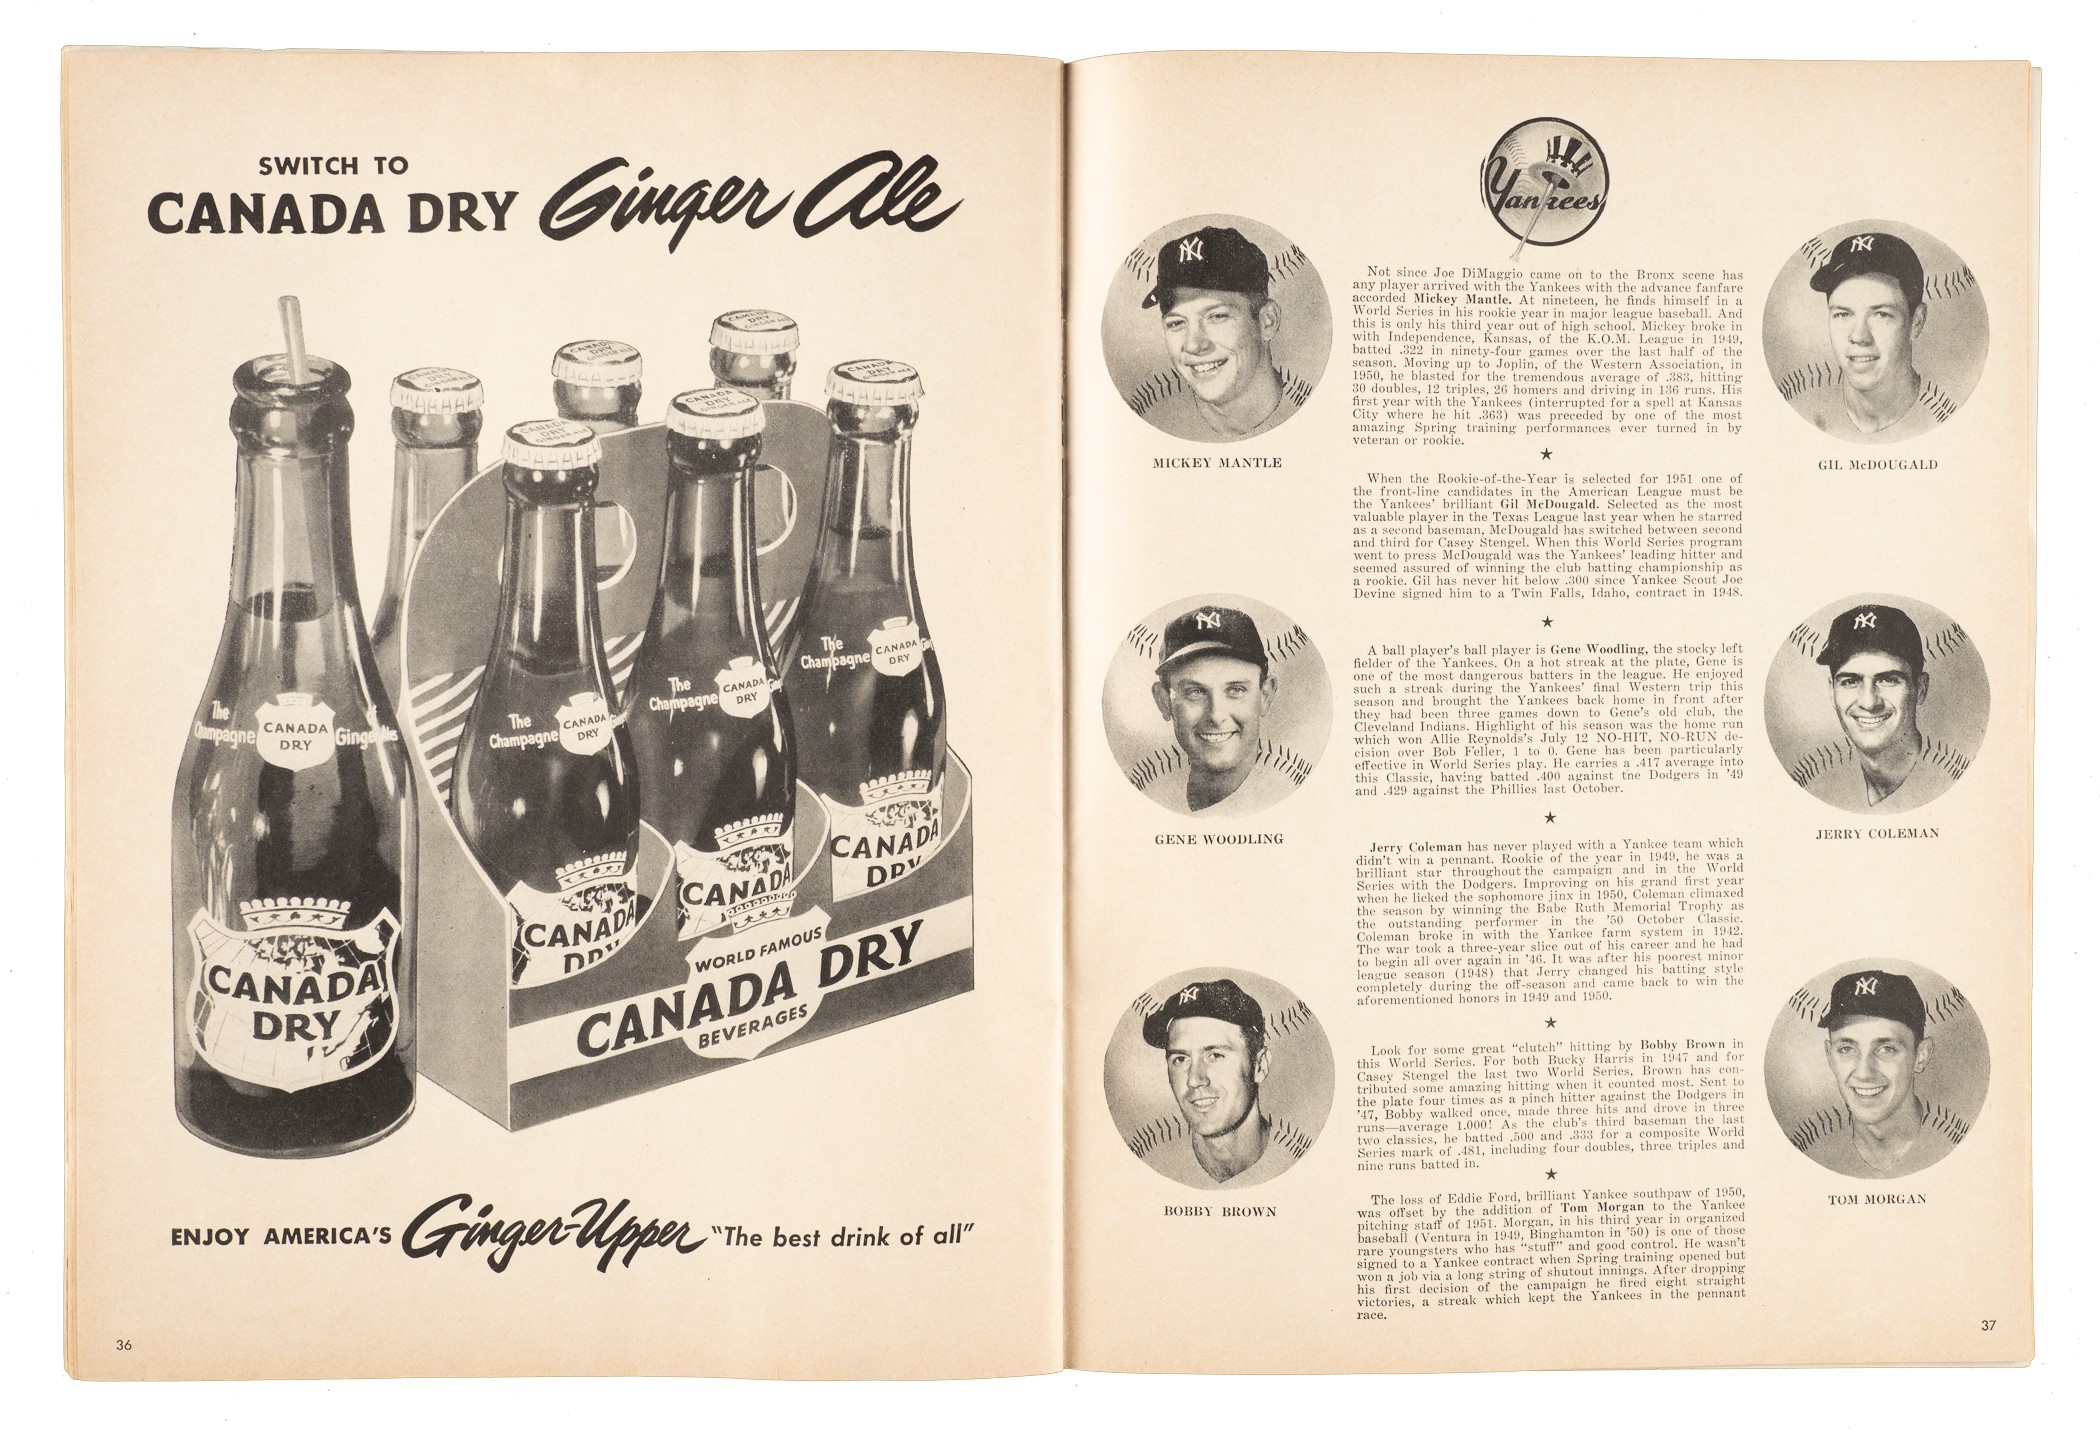 SWITCH TO
CANADA DRY Ginger Ale
CANADA
DRY
GINGER ALE
The
Champagne
CANADA
DRY
The
Champagne
CANADA
DRY
The
Champagne
CANADA
DRY
The
Champagne
CANADA
DRY
CANADA
DRY
CANADA
DRY
CANADA
CANADA
DRY
WORLD FAMOUS
CANADA DRY
BEVERAGES
ENJOY AMERICA'S Ginger-Upper "The best drink of all"
36
Yankees
MICKEY MANTLE
GIL McDOUGALD
GENE WOODLING
JERRY COLEMAN
BOBBY BROWN
TOM MORGAN
Not since Joe DiMaggio came on to the Bronx scene has
any player arrived with the Yankees with the advance fanfare
accorded Mickey Mantle. At nineteen, he finds himself in a
World Series in his rookie year in major league baseball. And
this is only his third year out of high school. Mickey broke in
with Independence, Kansas, of the K.O.M. League in 1949,
batted .322 in ninety-four games over the last half of the
season. Moving up to Joplin, of the Western Association, in
1950, he blasted for the tremendous average of .383, hitting
30 doubles, 12 triples, 26 homers and driving in 136 runs. His
first year with the Yankees (interrupted for a spell at Kansas
City where he hit .363) was preceded by one of the most
amazing Spring training performances ever turned in by
veteran or rookie.
When the Rookie-of-the-Year is selected for 1951 one of
the front-line candidates in the American League must be
the Yankees' brilliant Gil McDougald. Selected as the most
valuable player in the Texas League last year when he starred
as a second baseman, McDougald has switched between second
and third for Casey Stengel. When this World Series program
went to press McDougald was the Yankees' leading hitter and
seemed assured of winning the club batting championship as
a rookie. Gil has never hit below .300 since Yankee Scout Joe
Devine signed him to a Twin Falls, Idaho, contract in 1948.
A ball player's ball player is Gene Woodling, the stocky left
fielder of the Yankees. On a hot streak at the plate, Gene is
one of the most dangerous batters in the league. He enjoyed
such a streak during the Yankees' final Western trip this
season and brought the Yankees back home in front after
they had been three games down to Gene's old club, the
Cleveland Indians. Highlight of his season was the home run
which won Allie Reynolds's July 12 NO-HIT, NO-RUN de-
cision over Bob Feller, 1 to 0. Gene has been particularly
effective in World Series play. He carries a .417 average into
this Classic, having batted .400 against tne Dodgers in '49
and .429 against the Phillies last October.
Jerry Coleman has never played with a Yankee team which
didn't win a pennant. Rookie of the year in 1949, he was a
brilliant star throughout the campaign and in the World
Series with the Dodgers. Improving on his grand first year
when he licked the sophomore jinx in 1950, Coleman climaxed
the season by winning the Babe Ruth Memorial Trophy as
the outstanding performer in the '50 October Classic.
Coleman broke in with the Yankee farm system in 1942.
The war took a three-year slice out of his career and he had
to begin all over again in '46. It was after his poorest minor
league season (1948) that Jerry changed his batting style
completely during the off-season and came back to win the
aforementioned honors in 1949 and 1950.
Look for some great "clutch" hitting by Bobby Brown in
this World Series. For both Bucky Harris in 1947 and for
Casey Stengel the last two World Series, Brown has con-
tributed some amazing hitting when it counted most. Sent to
the plate four times as a pinch hitter against the Dodgers in
'47, Bobby walked once, made three hits and drove in three
runs—average 1.000! As the club's third baseman the last
two classics, he batted .500 and .333 for a composite World
Series mark of .481, including four doubles, three triples and
nine runs batted in.
The loss of Eddie Ford, brilliant Yankee southpaw of 1950,
was offset by the addition of Tom Morgan to the Yankee
pitching staff of 1951. Morgan, in his third year in organized
baseball (Ventura in 1949, Binghamton in '50) is one of those
rare youngsters who has "stuff" and good control. He wasn't
signed to a Yankee contract when Spring training opened but
won a job via a long string of shutout innings. After dropping
his first decision of the campaign he fired eight straight
victories, a streak which kept the Yankees in the pennant
race.
37